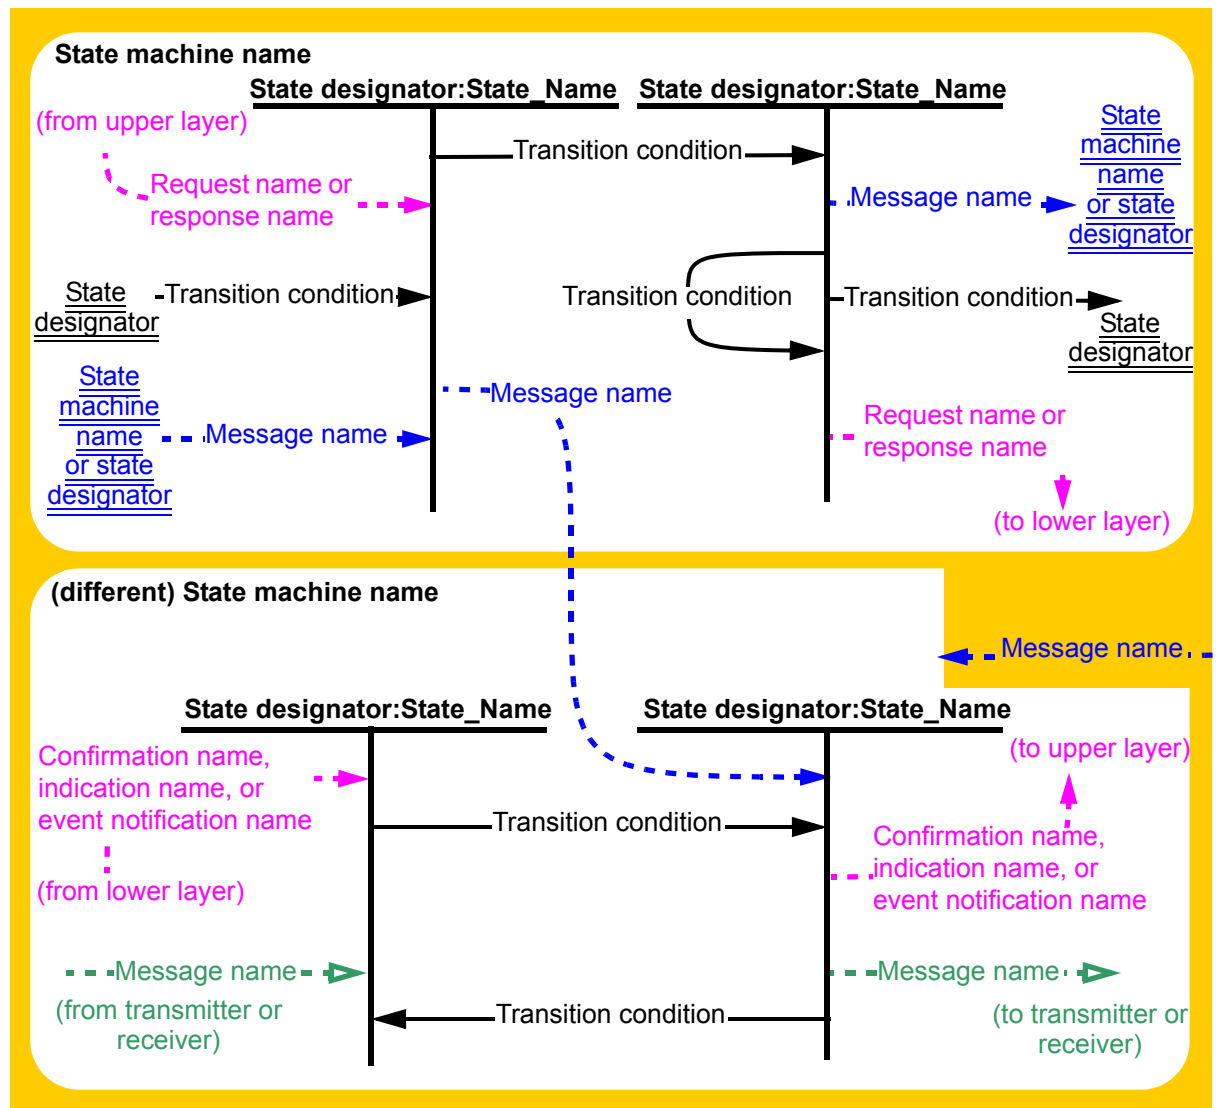 State machine name
State designator:State_Name
State designator:State_Name
(from upper layer)
Transition condition
State
machine
name
or state
designator
Request name or
response name
Message name
State
designator
Transition condition
Transition condition
Transition condition
State
designator
State
machine
name
or state
designator
Message name
Message name
Request name or
response name
(to lower layer)
(different) State machine name
Message name
State designator:State_Name
State designator:State_Name
Confirmation name,
indication name, or
event notification name
(from lower layer)
(to upper layer)
Transition condition
Confirmation name,
indication name, or
event notification name
Message name
(from transmitter or
receiver)
Message name
(to transmitter or
receiver)
Transition condition